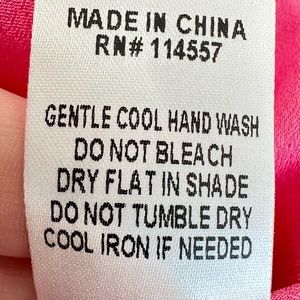 MADE IN CHINA
RN# 114557
GENTLE COOL HAND WASH
DO NOT BLEACH
DRY FLAT IN SHADE
DO NOT TUMBLE DRY
COOL IRON IF NEEDED